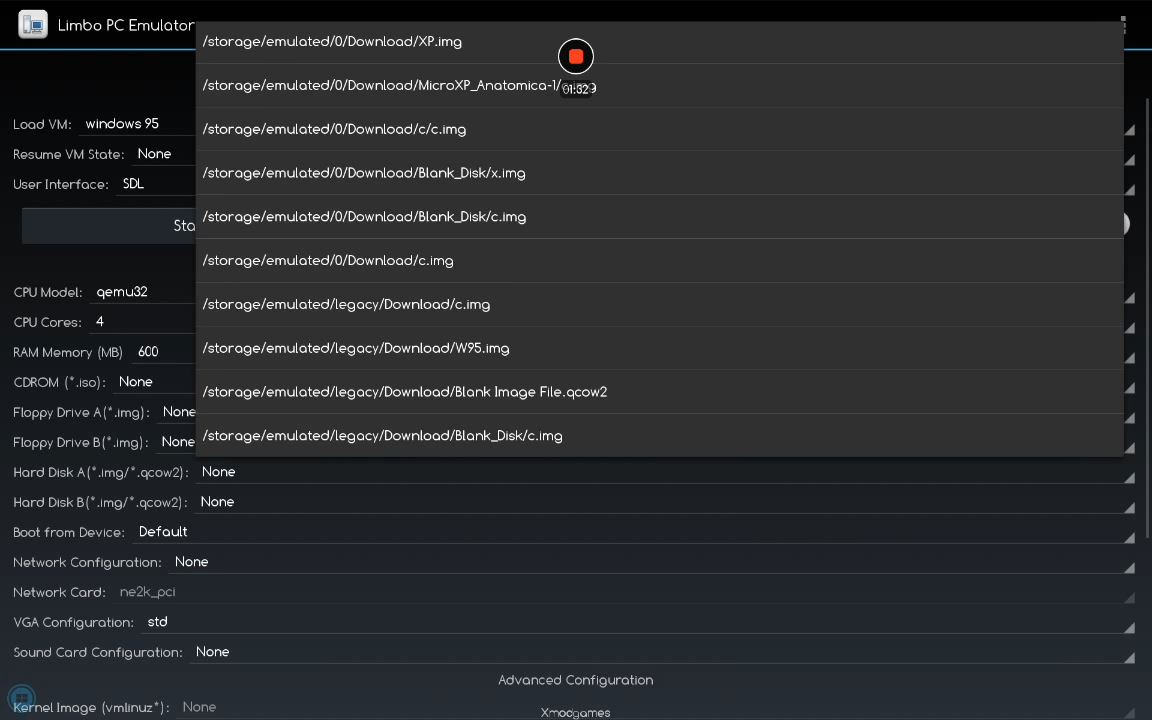 Limbo PC Emulator
/storage/emulated/0/Download/XP.img
/storage/emulated/0/Download/MicroXP_Anatomica-1/
01:32
/storage/emulated/0/Download/c/c.img
/storage/emulated/0/Download/Blank_Disk/x.img
/storage/emulated/0/Download/Blank_Disk/c.img
/storage/emulated/0/Download/c.img
/storage/emulated/legacy/Download/c.img
/storage/emulated/legacy/Download/W95.img
/storage/emulated/legacy/Download/Blank Image File.qcow2
/storage/emulated/legacy/Download/Blank_Disk/c.img
Load VM: windows 95
Resume VM State: None
User Interface: SDL
Sta
CPU Model: qemu32
CPU Cores: 4
RAM Memory (MB) 600
CDROM (*.iso): None
Floppy Drive A(*.img): None
Floppy Drive B(*.img): None
Hard Disk A(*.img/*.qcow2): None
Hard Disk B(*.img/*.qcow2): None
Boot from Device: Default
Network Configuration: None
Network Card: ne2k_pci
VGA Configuration: std
Sound Card Configuration: None
Advanced Configuration
Kernel Image (vmlinuz*): None
Xmodgames